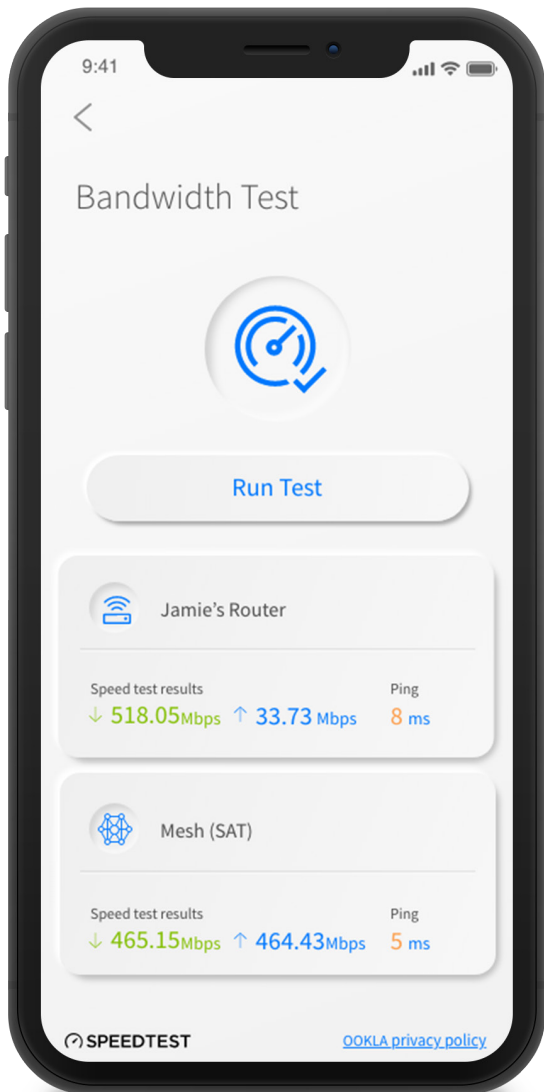 9:41
Bandwidth Test
Run Test
Jamie’s Router
Speed test results Ping
↓ 518.05Mbps ↑ 33.73 Mbps 8 ms
Mesh (SAT)
Speed test results Ping
↓ 465.15Mbps ↑ 464.43Mbps 5 ms
SPEEDTEST OOKLA privacy policy